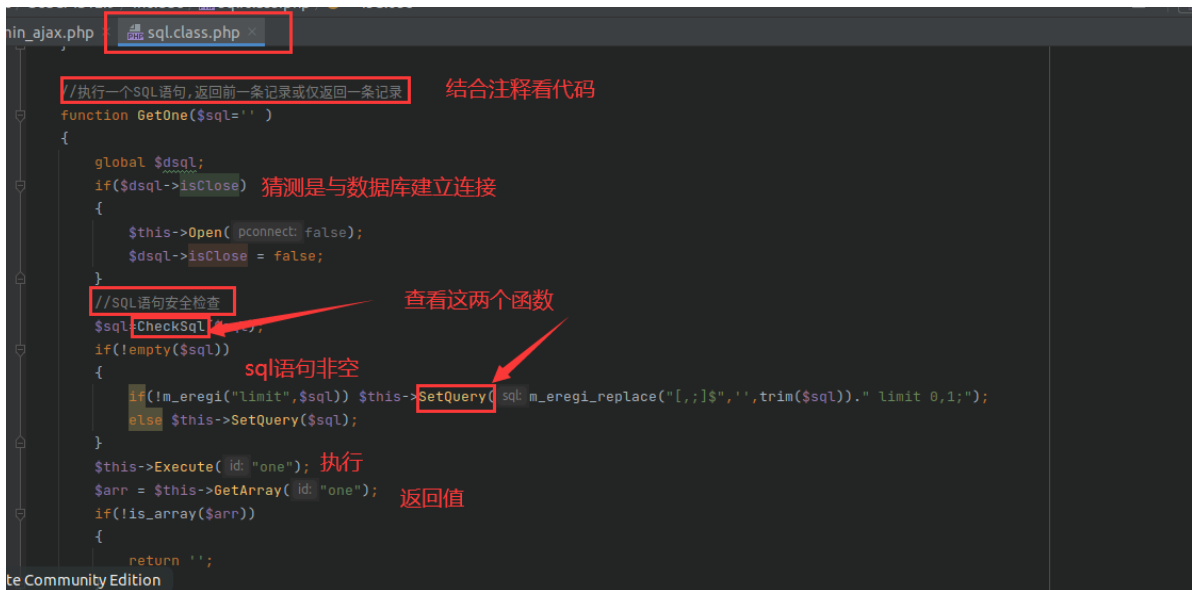 min_ajax.php × sql.class.php ×
}
//执行一个SQL语句,返回前一条记录或仅返回一条记录 结合注释看代码
function GetOne($sql='' )
{
global $dsql;
if($dsql->isClose) 猜测是与数据库建立连接
{
$this->Open( pconnect: false);
$dsql->isClose = false;
}
//SQL语句安全检查 查看这两个函数
$sql=CheckSql
if(!empty($sql))
{ sql语句非空
if(!m_eregi("limit",$sql)) $this->SetQuery( sql: m_eregi_replace("[,;]$",'',trim($sql))." limit 0,1;");
else $this->SetQuery($sql);
}
$this->Execute( id: "one"); 执行
$arr = $this->GetArray( id: "one"); 返回值
if(!is_array($arr))
{
return '';
te Community Edition